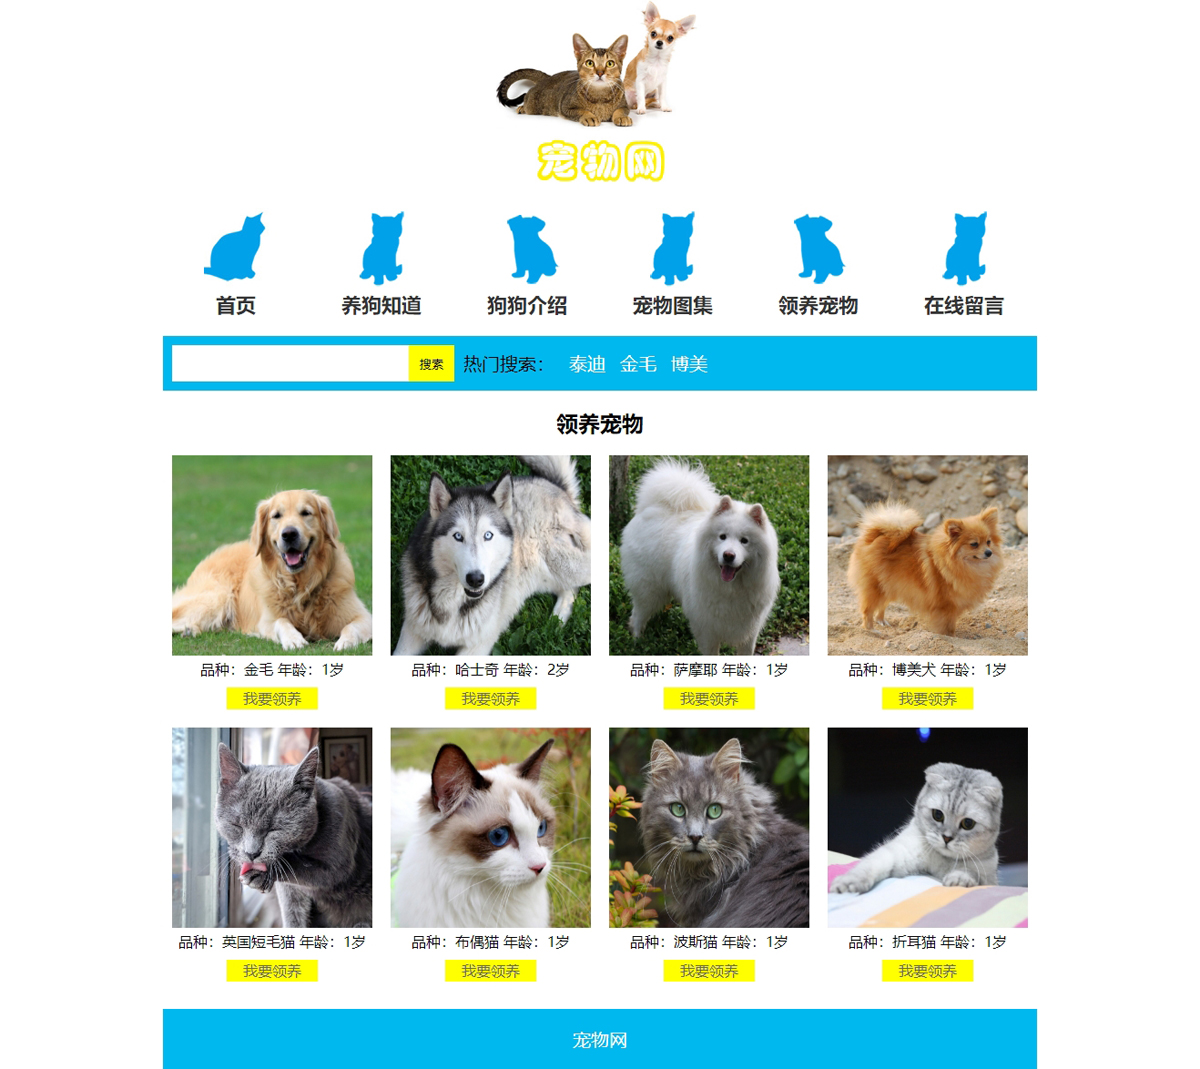 宠物网
首页 养狗知道 狗狗介绍 宠物图集 领养宠物 在线留言
搜索 热门搜索： 泰迪 金毛 博美
领养宠物
品种：金毛 年龄：1岁 品种：哈士奇 年龄：2岁 品种：萨摩耶 年龄：1岁 品种：博美犬 年龄：1岁
我要领养 我要领养 我要领养 我要领养
品种：英国短毛猫 年龄：1岁 品种：布偶猫 年龄：1岁 品种：波斯猫 年龄：1岁 品种：折耳猫 年龄：1岁
我要领养 我要领养 我要领养 我要领养
宠物网